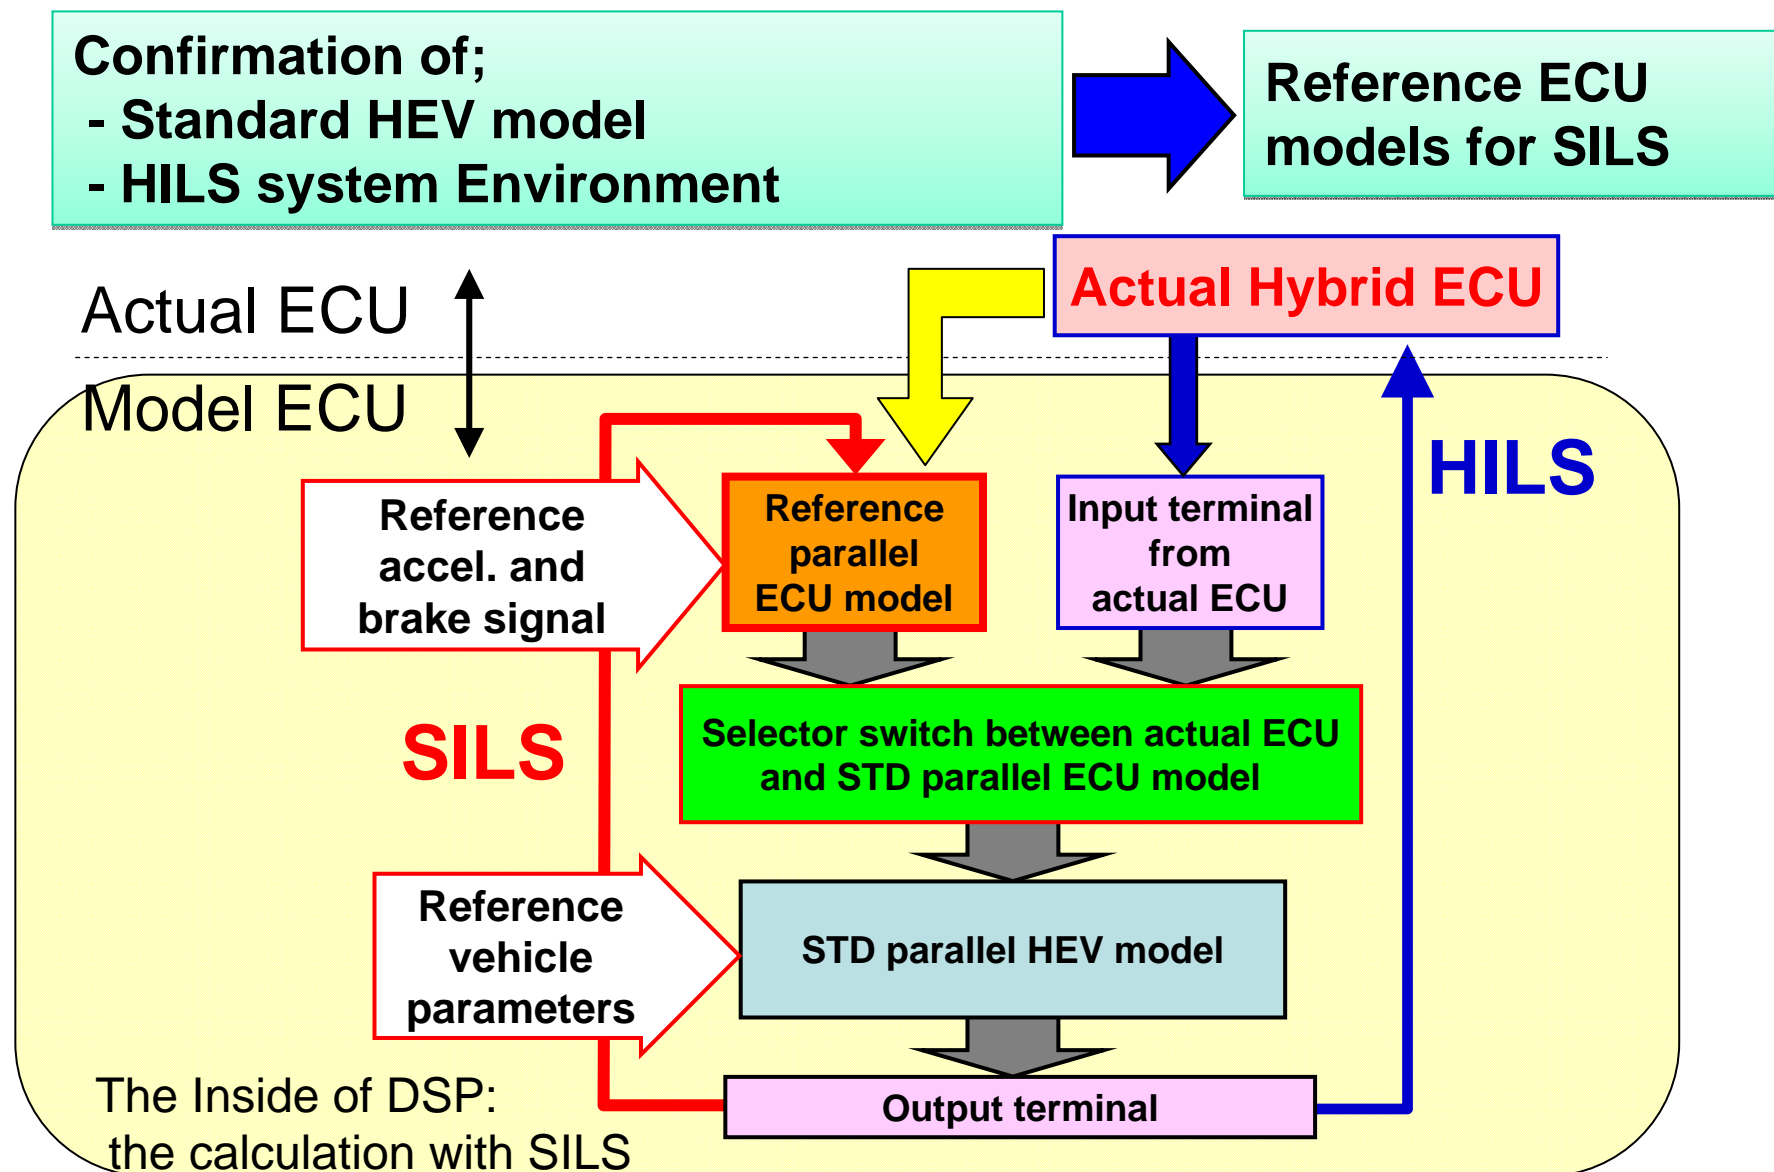 Confirmation of;
- Standard HEV model
- HILS system Environment
Reference ECU
models for SILS
Actual ECU
Actual Hybrid ECU
Model ECU
HILS
Reference
accel. and
brake signal
Reference
parallel
ECU model
Input terminal
from
actual ECU
SILS
Selector switch between actual ECU
and STD parallel ECU model
Reference
vehicle
parameters
STD parallel HEV model
The Inside of DSP:
the calculation with SILS
Output terminal